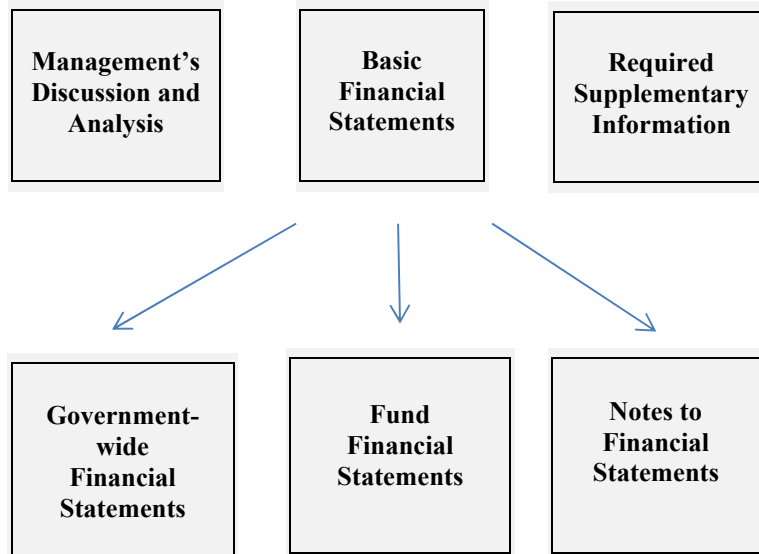 Management’s
Discussion and
Analysis
Basic
Financial
Statements
Required
Supplementary
Information
Government-
wide
Financial
Statements
Fund
Financial
Statements
Notes to
Financial
Statements